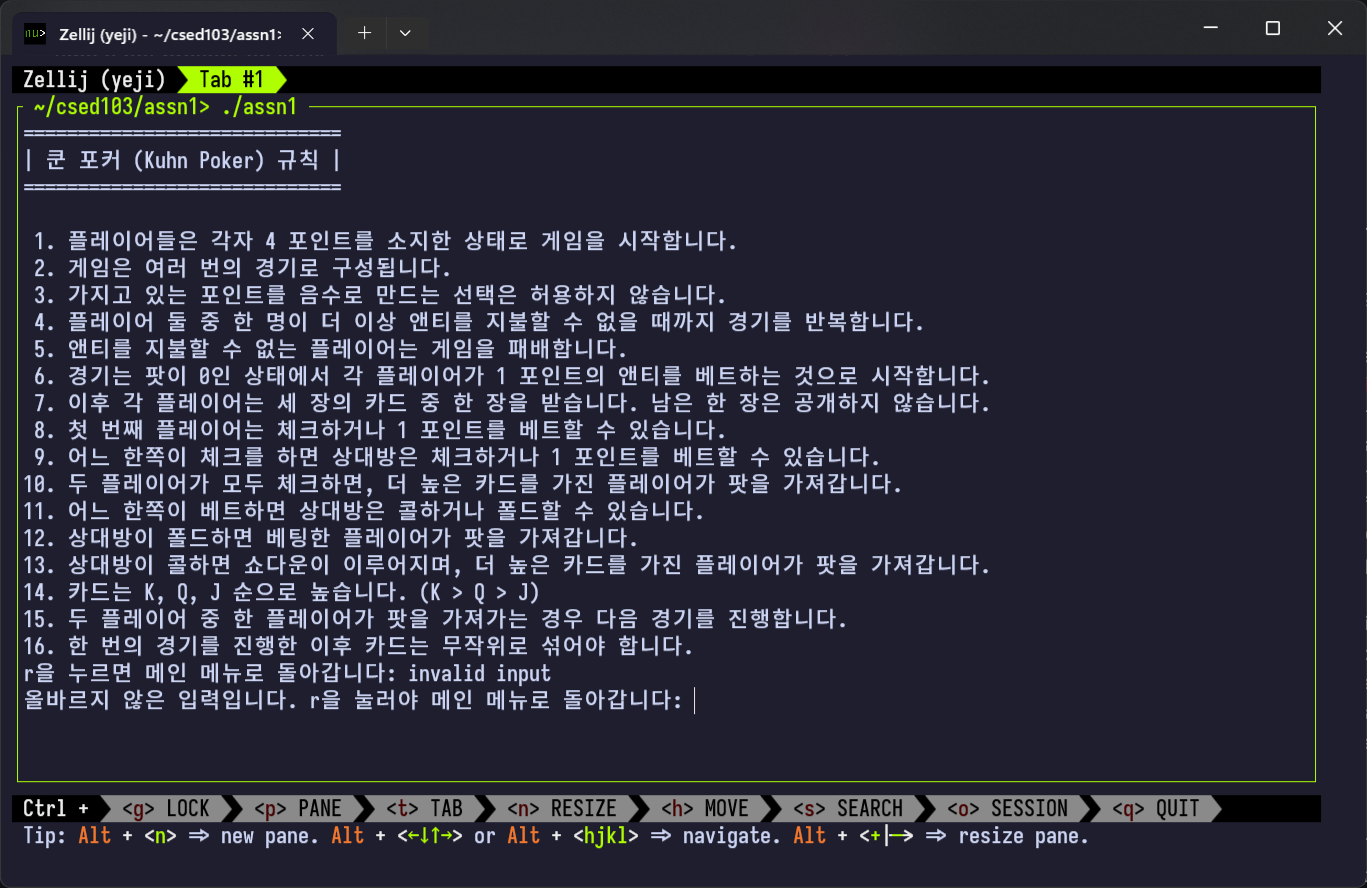 nu> Zellij (yeji) - ~/csed103/assn1>
Zellij (yeji) Tab #1
~/csed103/assn1> ./assn1
=============================
| 쿤 포커 (Kuhn Poker) 규칙 |
=============================
1. 플레이어들은 각자 4 포인트를 소지한 상태로 게임을 시작합니다.
2. 게임은 여러 번의 경기로 구성됩니다.
3. 가지고 있는 포인트를 음수로 만드는 선택은 허용하지 않습니다.
4. 플레이어 둘 중 한 명이 더 이상 앤티를 지불할 수 없을 때까지 경기를 반복합니다.
5. 앤티를 지불할 수 없는 플레이어는 게임을 패배합니다.
6. 경기는 팟이 0인 상태에서 각 플레이어가 1 포인트의 앤티를 베트하는 것으로 시작합니다.
7. 이후 각 플레이어는 세 장의 카드 중 한 장을 받습니다. 남은 한 장은 공개하지 않습니다.
8. 첫 번째 플레이어는 체크하거나 1 포인트를 베트할 수 있습니다.
9. 어느 한쪽이 체크를 하면 상대방은 체크하거나 1 포인트를 베트할 수 있습니다.
10. 두 플레이어가 모두 체크하면, 더 높은 카드를 가진 플레이어가 팟을 가져갑니다.
11. 어느 한쪽이 베트하면 상대방은 콜하거나 폴드할 수 있습니다.
12. 상대방이 폴드하면 베팅한 플레이어가 팟을 가져갑니다.
13. 상대방이 콜하면 쇼다운이 이루어지며, 더 높은 카드를 가진 플레이어가 팟을 가져갑니다.
14. 카드는 K, Q, J 순으로 높습니다. (K > Q > J)
15. 두 플레이어 중 한 플레이어가 팟을 가져가는 경우 다음 경기를 진행합니다.
16. 한 번의 경기를 진행한 이후 카드는 무작위로 섞어야 합니다.
r을 누르면 메인 메뉴로 돌아갑니다: invalid input
올바르지 않은 입력입니다. r을 눌러야 메인 메뉴로 돌아갑니다:
Ctrl + <g> LOCK <p> PANE <t> TAB <n> RESIZE <h> MOVE <s> SEARCH <o> SESSION <q> QUIT
Tip: Alt + <n> => new pane. Alt + <←↓↑→> or Alt + <hjkl> => navigate. Alt + <+|-> => resize pane.